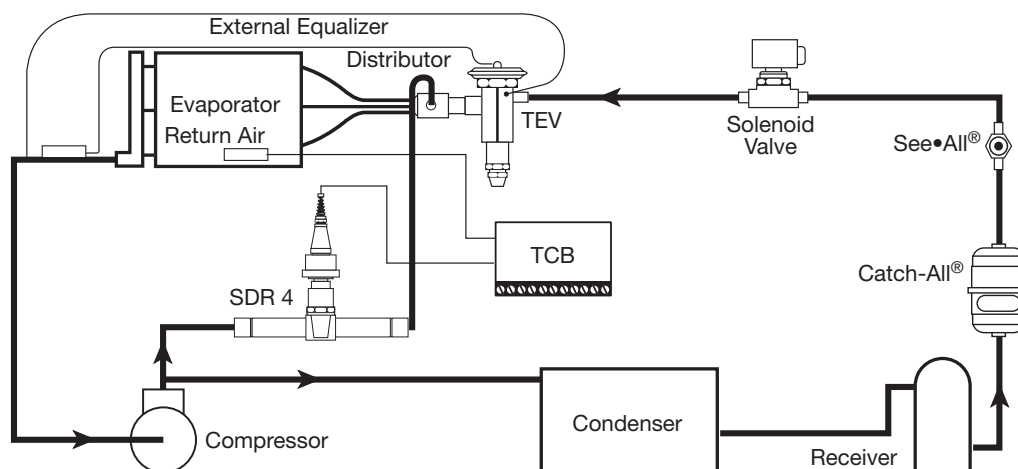 External Equalizer
Distributor
Evaporator
Return Air
TEV
Solenoid
Valve
See•All®
TCB
Catch-All®
SDR 4
Compressor
Condenser
Receiver